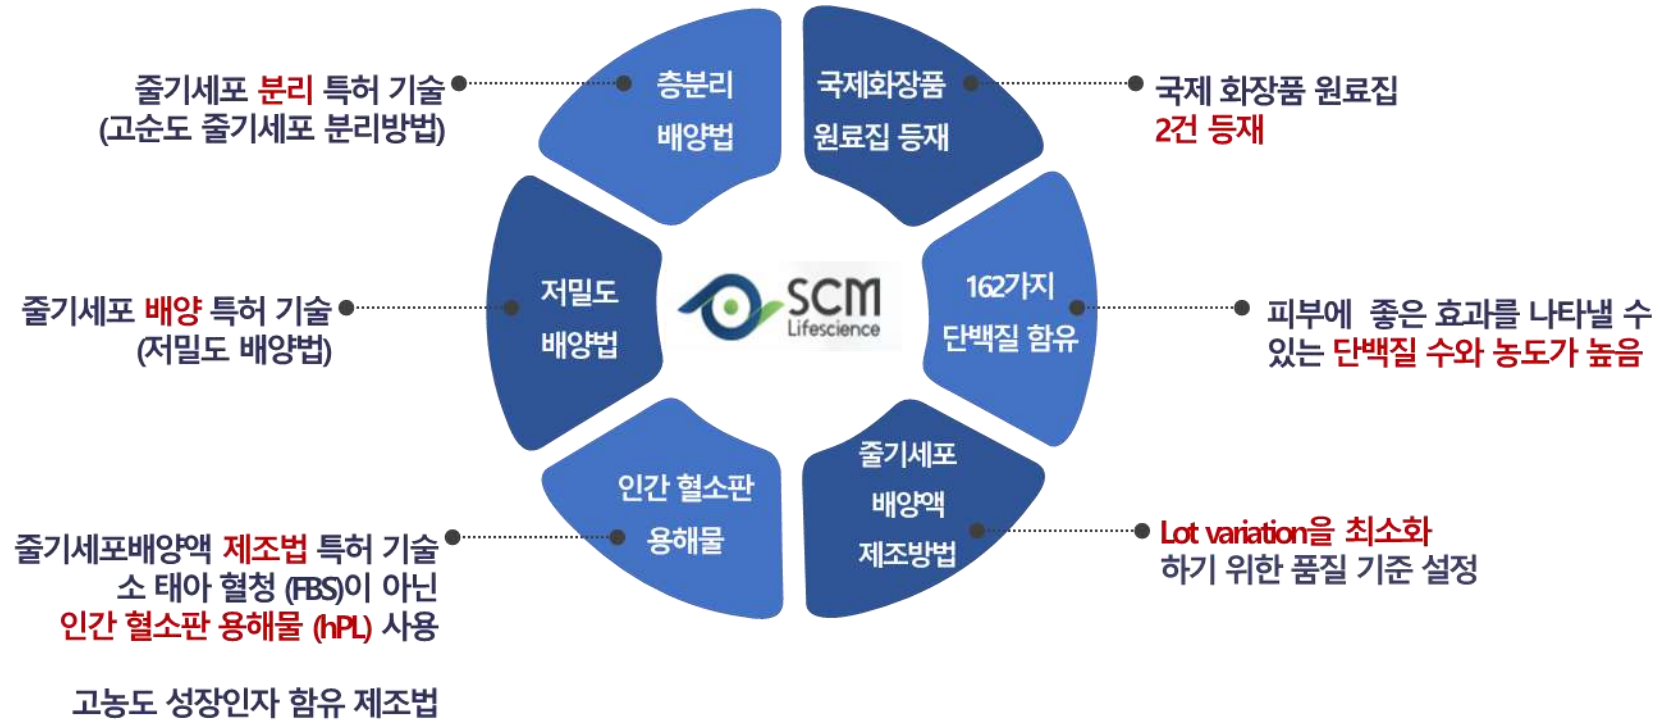 줄기세포 분리 특허 기술
(고순도 줄기세포 분리방법)
층분리
배양법
국제화장품
원료집 등재
국제 화장품 원료집
2건 등재
줄기세포 배양 특허 기술
(저밀도 배양법)
저밀도
배양법
SCM
Lifescience
162가지
단백질 함유
피부에 좋은 효과를 나타낼 수
있는 단백질 수와 농도가 높음
줄기세포배양액 제조법 특허 기술
소 태아 혈청 (FBS)이 아닌
인간 혈소판 용해물 (hPL) 사용
고농도 성장인자 함유 제조법
인간 혈소판
용해물
줄기세포
배양액
제조방법
Lot variation을 최소화
하기 위한 품질 기준 설정